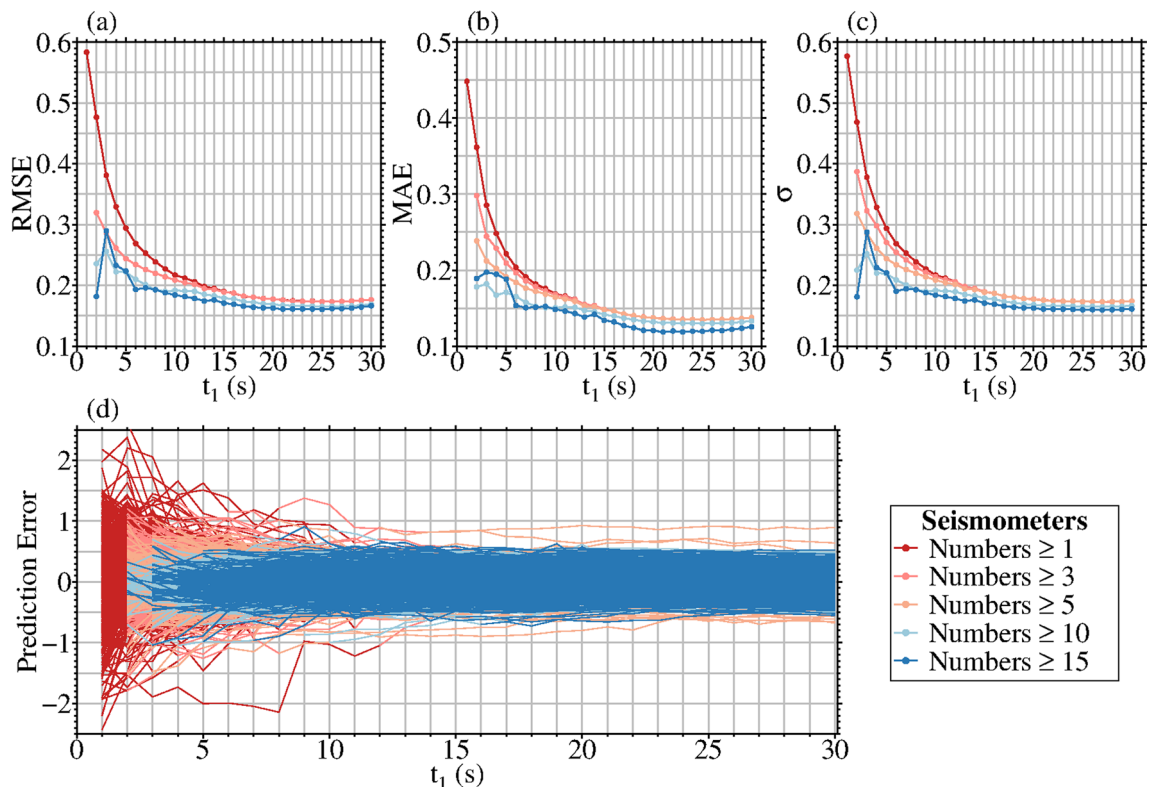 (a)
(b)
(c)
0.6
0.5
0.4
0.3
0.2
0.1
RMSE
0 5 10 15 20 25 30
t₁ (s)
0.5
0.4
0.3
0.2
0.1
MAE
0 5 10 15 20 25 30
t₁ (s)
0.6
0.5
0.4
0.3
0.2
0.1
σ
0 5 10 15 20 25 30
t₁ (s)
(d)
2
1
0
−1
−2
Prediction Error
0 5 10 15 20 25 30
t₁ (s)
Seismometers
Numbers ≥ 1
Numbers ≥ 3
Numbers ≥ 5
Numbers ≥ 10
Numbers ≥ 15